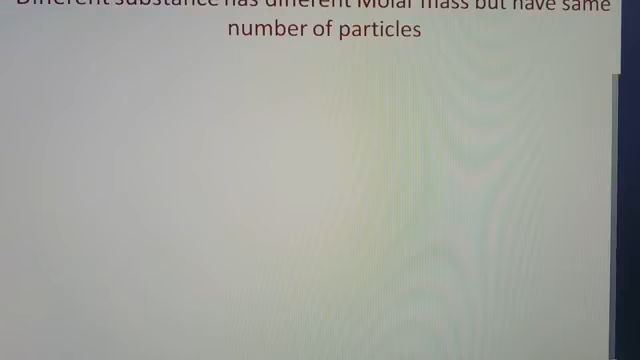 Different substance has different Molar mass but have same
number of particles